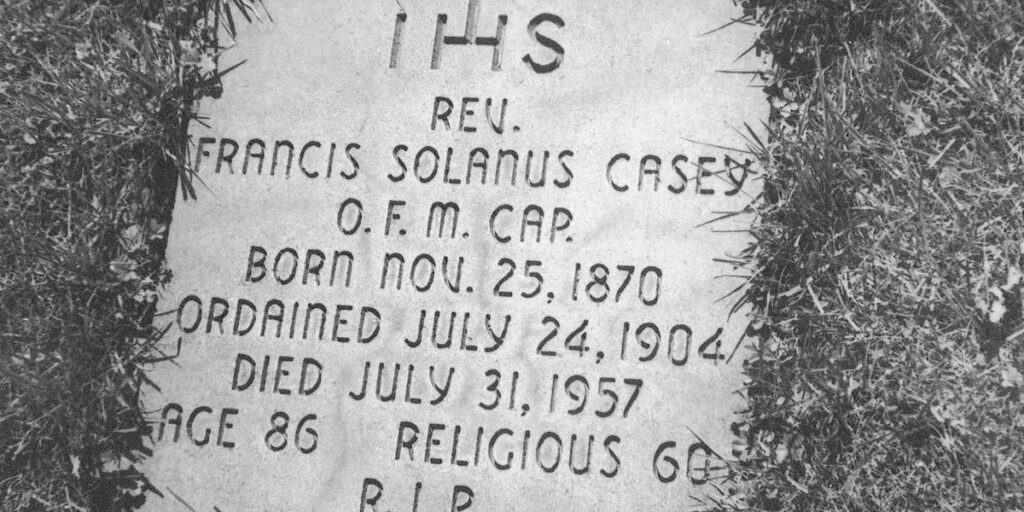 IHS
REV.
FRANCIS SOLANUS CASEY
O.F.M. CAP.
BORN NOV. 25, 1870
ORDAINED JULY 24, 1904
DIED JULY 31, 1957
AGE 86 RELIGIOUS 60
R.I.P.